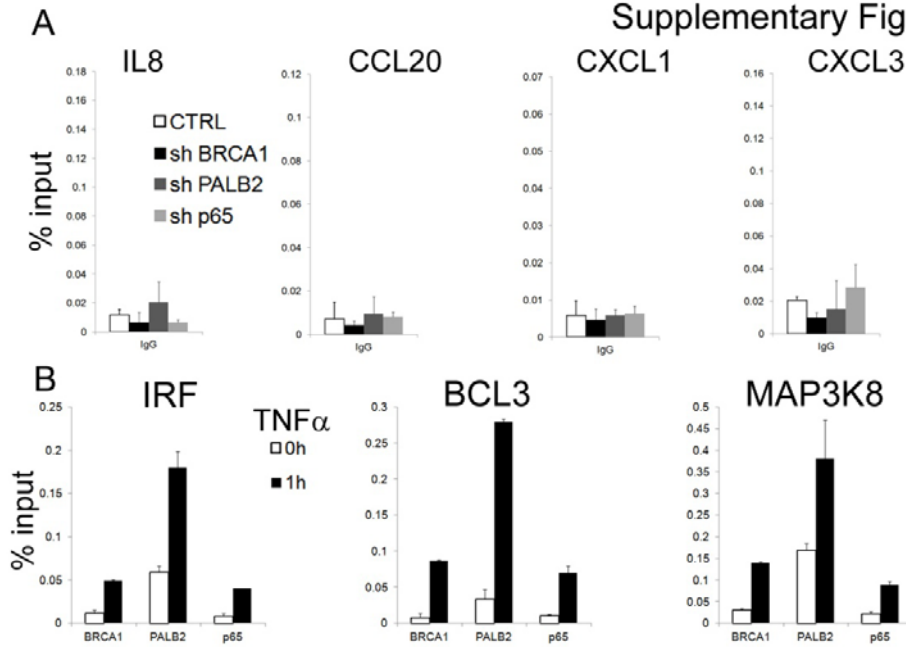 A
Supplementary Fig
IL8
CCL20
CXCL1
CXCL3
% input
0.18
0.16
0.14
0.12
0.1
0.08
0.06
0.04
0.02
0
CTRL
sh BRCA1
sh PALB2
sh p65
IgG
0.12
0.1
0.08
0.06
0.04
0.02
0
IgG
0.07
0.06
0.05
0.04
0.03
0.02
0.01
0
IgG
0.18
0.16
0.14
0.12
0.1
0.08
0.06
0.04
0.02
0
IgG
B
IRF
TNFα
0h
1h
BCL3
MAP3K8
% input
0.25
0.2
0.15
0.1
0.05
0
BRCA1 PALB2 p65
0.3
0.25
0.2
0.15
0.1
0.05
0
BRCA1 PALB2 p65
0.5
0.45
0.4
0.35
0.3
0.25
0.2
0.15
0.1
0.05
0
BRCA1 PALB2 p65